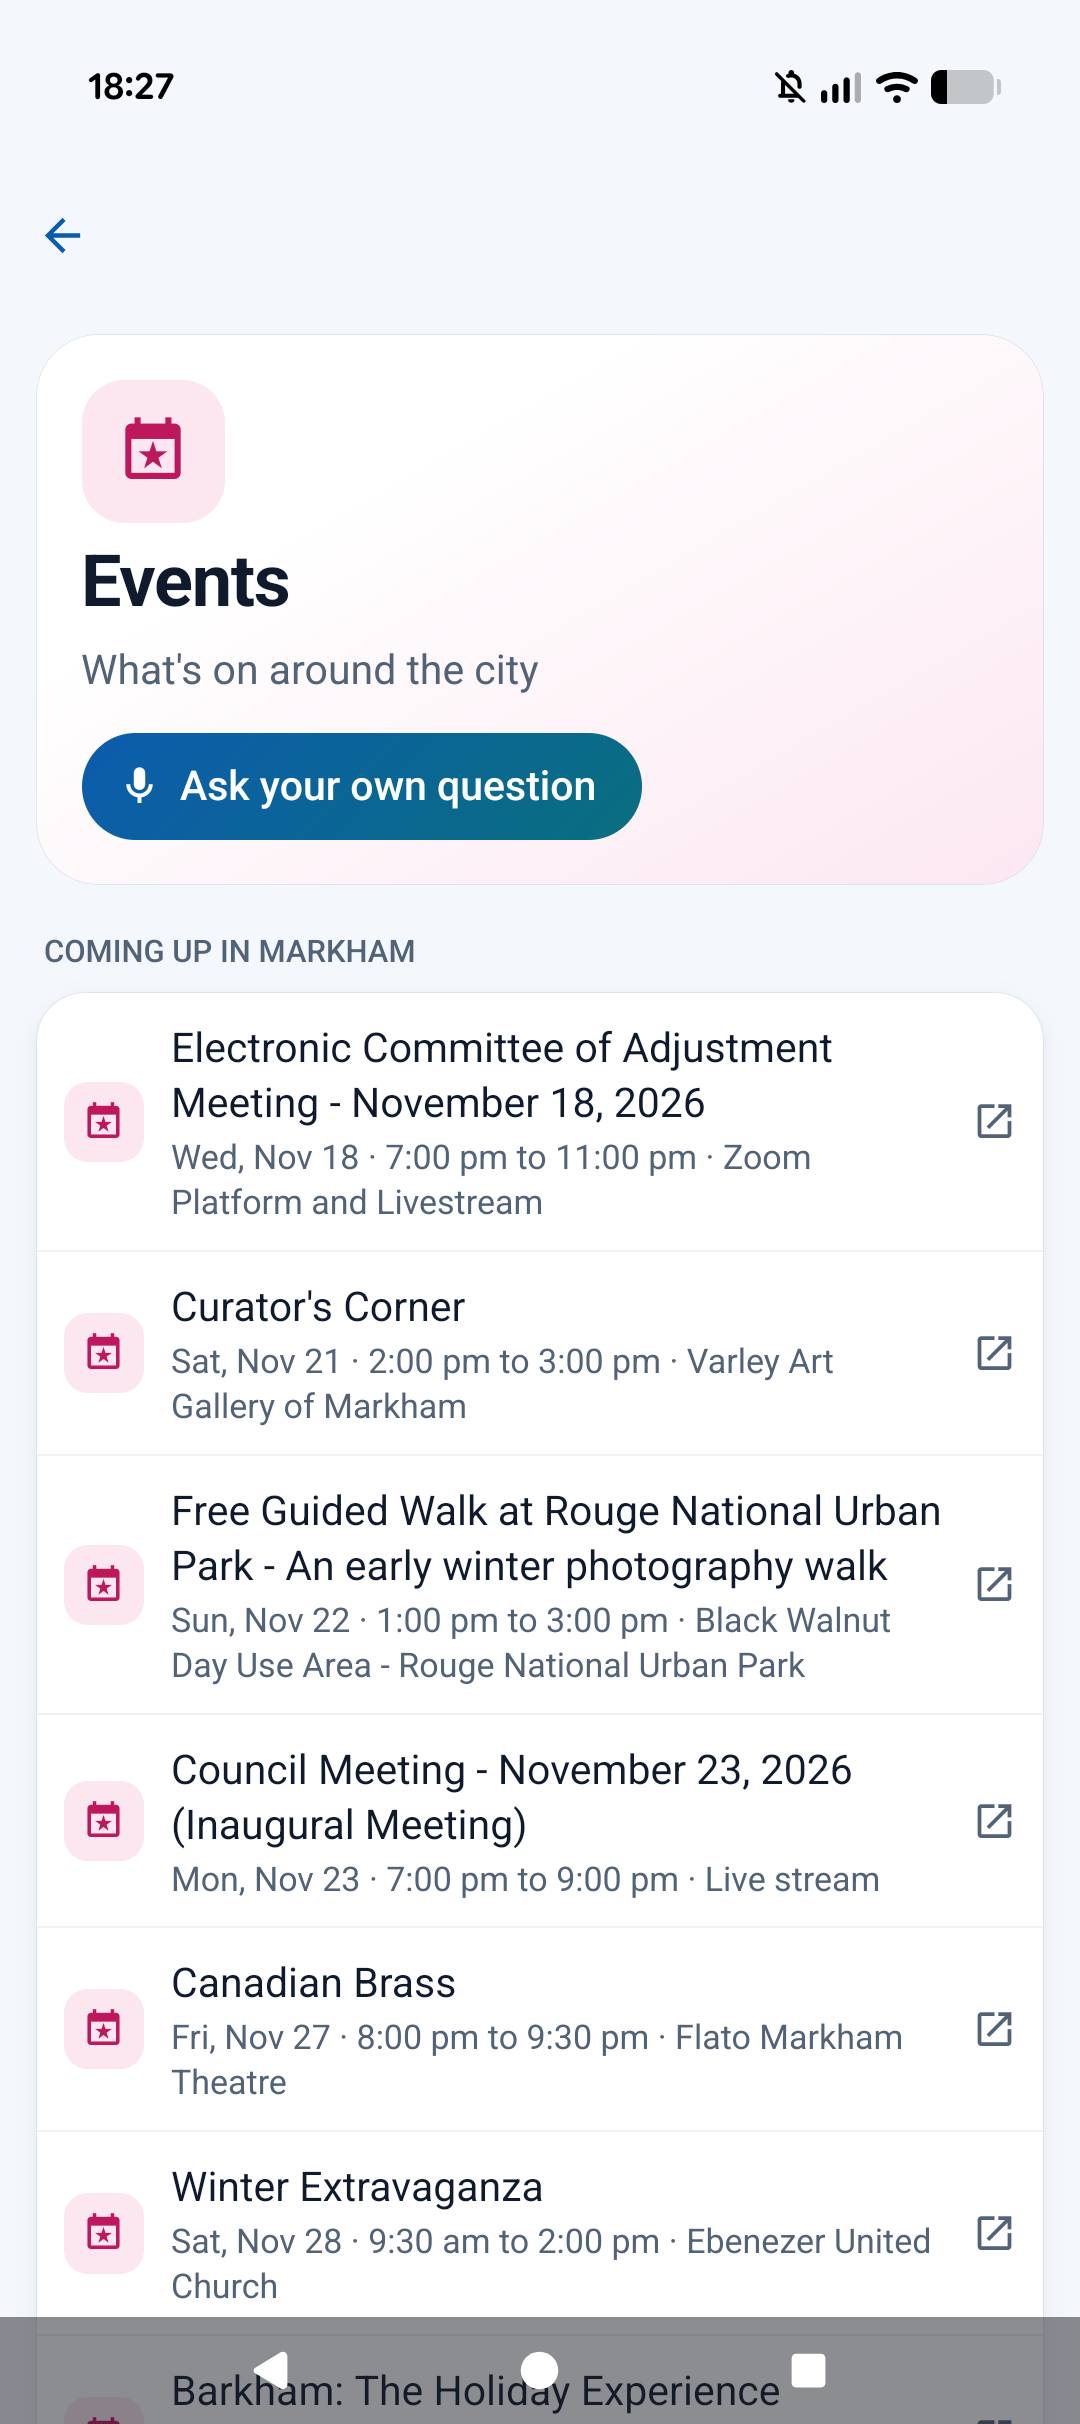 18:27
Events
What's on around the city
Ask your own question
COMING UP IN MARKHAM
Electronic Committee of Adjustment
Meeting - November 18, 2026
Wed, Nov 18 · 7:00 pm to 11:00 pm · Zoom
Platform and Livestream
Curator's Corner
Sat, Nov 21 · 2:00 pm to 3:00 pm · Varley Art
Gallery of Markham
Free Guided Walk at Rouge National Urban
Park - An early winter photography walk
Sun, Nov 22 · 1:00 pm to 3:00 pm · Black Walnut
Day Use Area - Rouge National Urban Park
Council Meeting - November 23, 2026
(Inaugural Meeting)
Mon, Nov 23 · 7:00 pm to 9:00 pm · Live stream
Canadian Brass
Fri, Nov 27 · 8:00 pm to 9:30 pm · Flato Markham
Theatre
Winter Extravaganza
Sat, Nov 28 · 9:30 am to 2:00 pm · Ebenezer United
Church
Barkham: The Holiday Experience